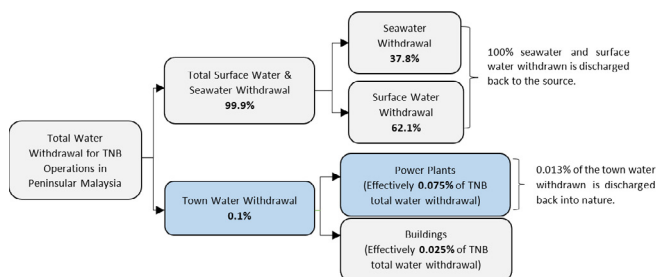 Total Water
Withdrawal for TNB
Operations in
Peninsular Malaysia
Total Surface Water &
Seawater Withdrawal
99.9%
Seawater
Withdrawal
37.8%
Surface Water
Withdrawal
62.1%
100% seawater and surface
water withdrawn is discharged
back to the source.
Town Water Withdrawal
0.1%
Power Plants
(Effectively 0.075% of TNB
total water withdrawal)
Buildings
(Effectively 0.025% of TNB
total water withdrawal)
0.013% of the town water
withdrawn is discharged
back into nature.